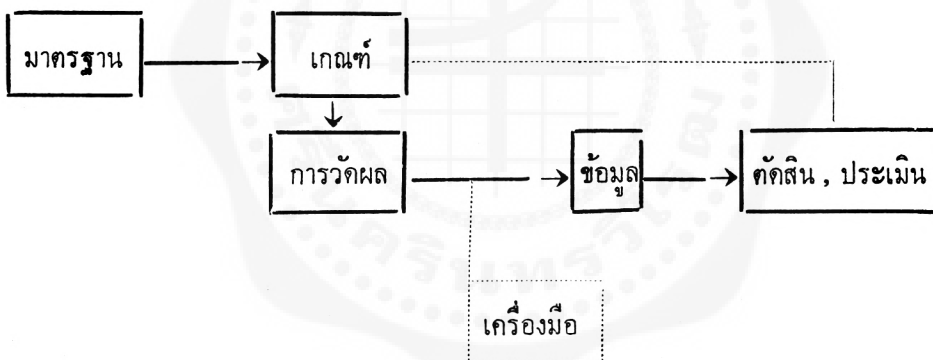 มาตรฐาน
เกณฑ์
การวัดผล
ข้อมูล
ตัดสิน , ประเมิน
เครื่องมือ